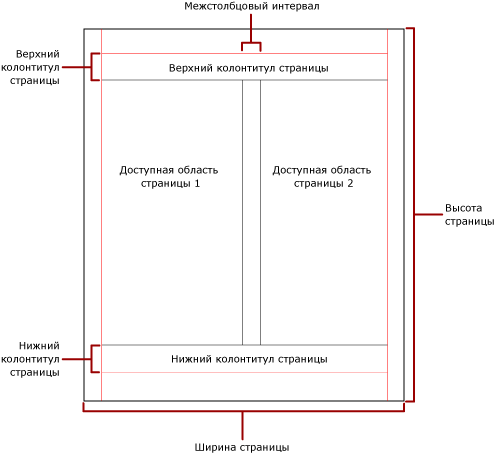 Межстолбцовый интервал
Верхний
колонтитул
страницы
Верхний колонтитул страницы
Доступная область
страницы 1
Доступная область
страницы 2
Высота
страницы
Нижний
колонтитул
страницы
Нижний колонтитул страницы
Ширина страницы